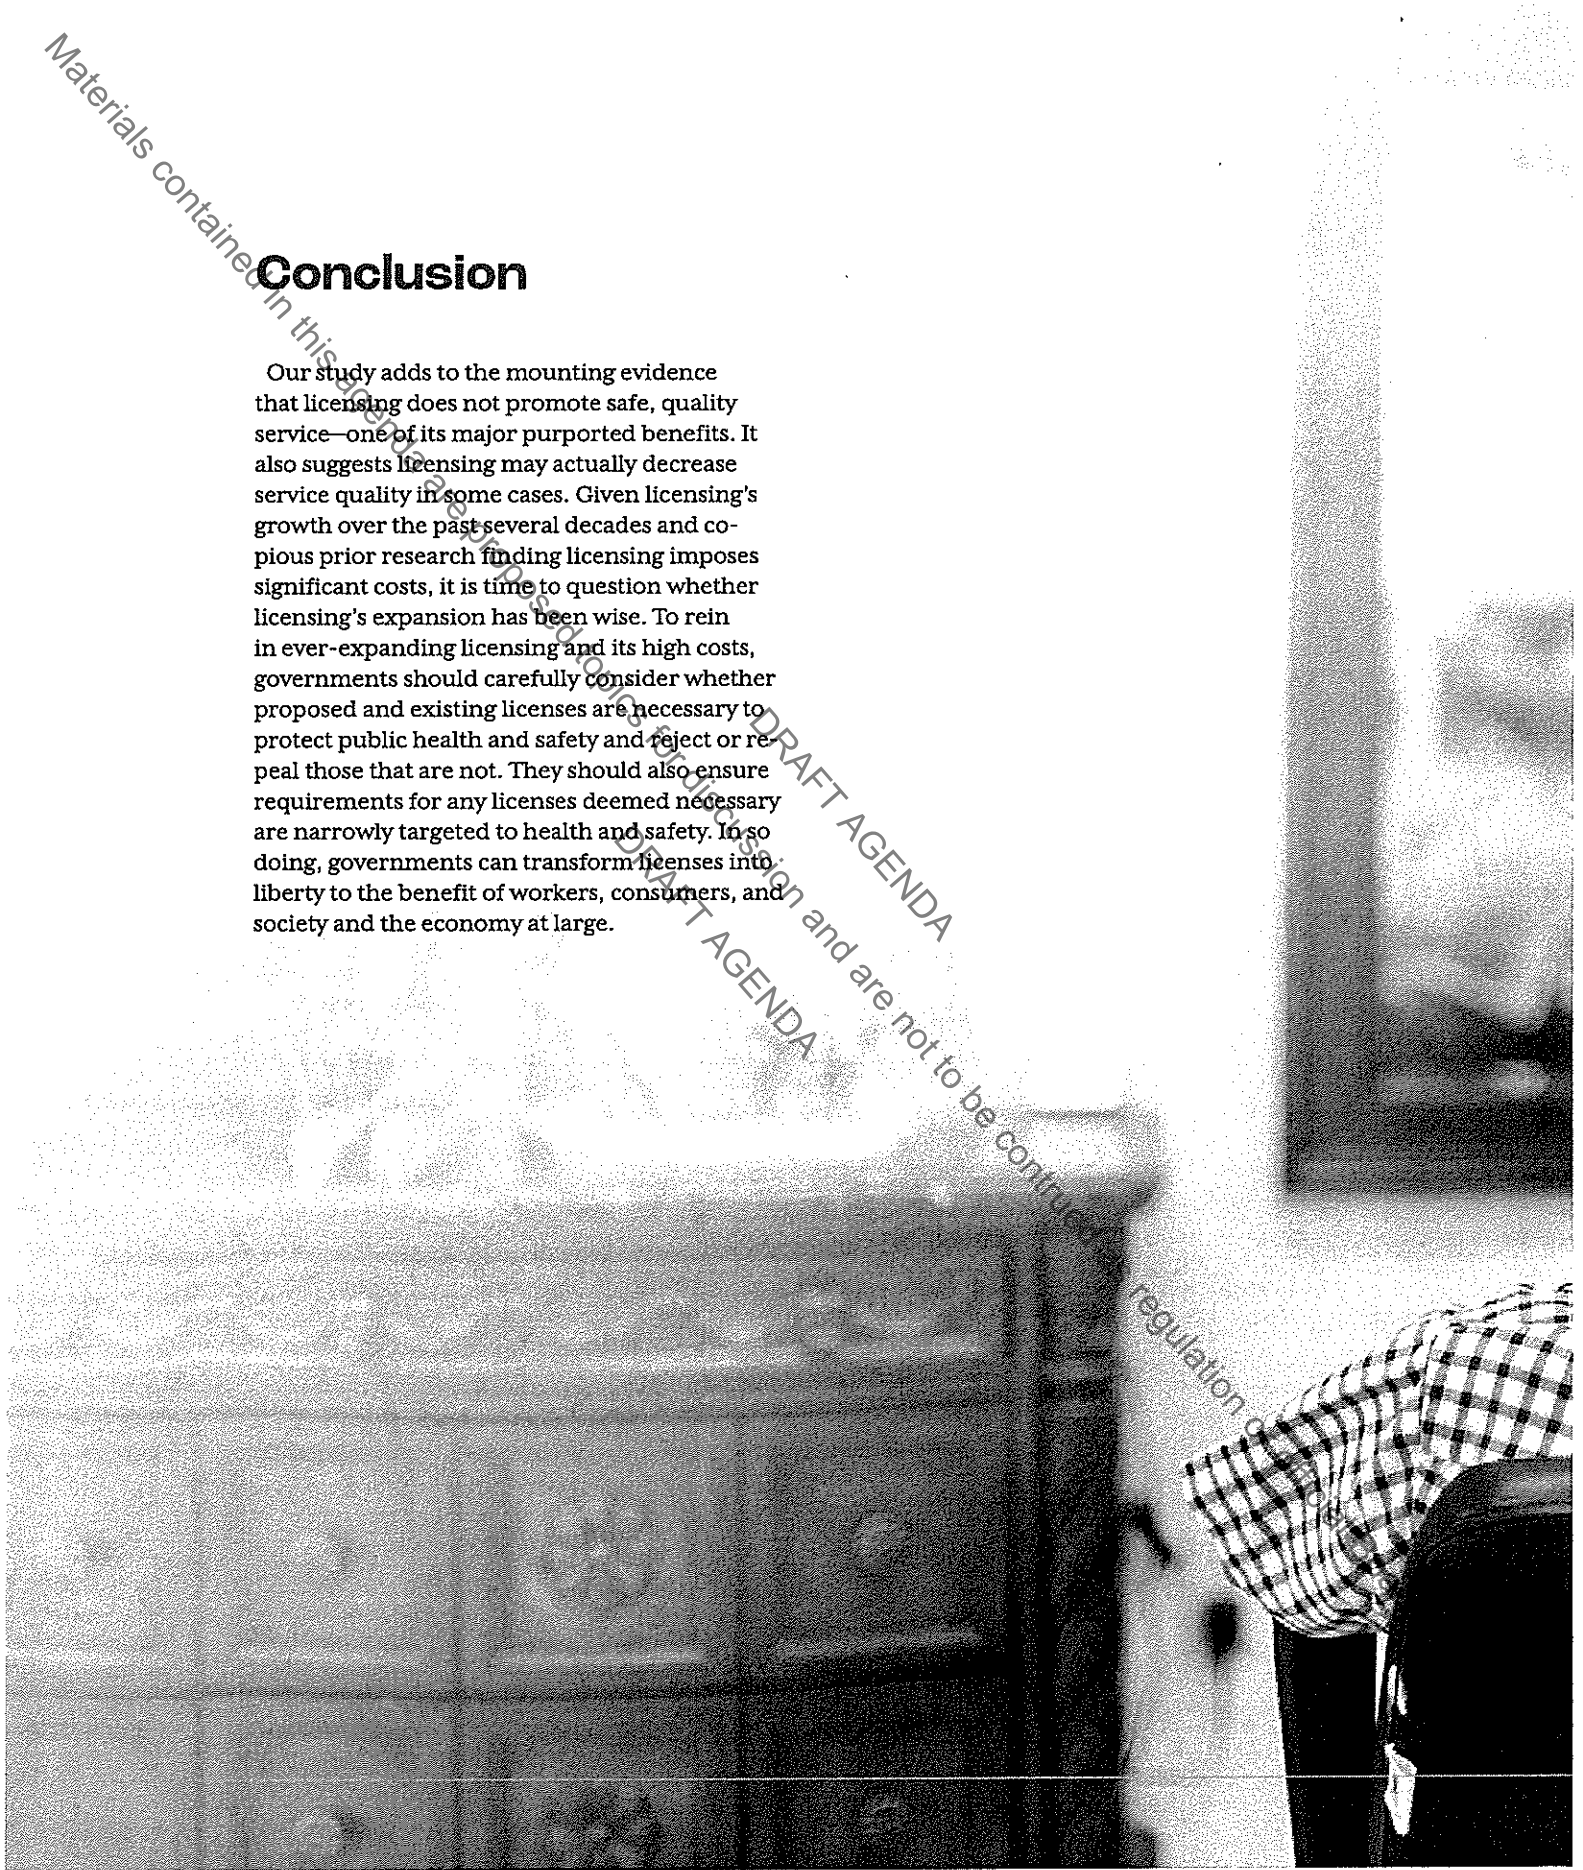 Conclusion
Our study adds to the mounting evidence
that licensing does not promote safe, quality
service—one of its major purported benefits. It
also suggests licensing may actually decrease
service quality in some cases. Given licensing's
growth over the past several decades and co-
pious prior research finding licensing imposes
significant costs, it is time to question whether
licensing's expansion has been wise. To rein
in ever-expanding licensing and its high costs,
governments should carefully consider whether
proposed and existing licenses are necessary to
protect public health and safety and reject or re-
peal those that are not. They should also ensure
requirements for any licenses deemed necessary
are narrowly targeted to health and safety. In so
doing, governments can transform licenses into
liberty to the benefit of workers, consumers, and
society and the economy at large.
Materials contained in this agenda are proposed topics for discussion and are not to be regulation
DRAFT AGENDA
DRAFT AGENDA